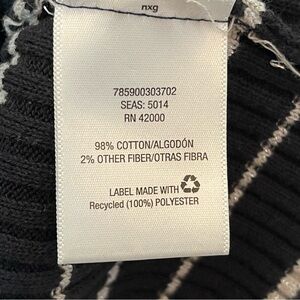 nxg
785900303702
SEAS: 5014
RN 42000
98% COTTON/ALGODÓN
2% OTHER FIBER/OTRAS FIBRA
LABEL MADE WITH
Recycled (100%) POLYESTER